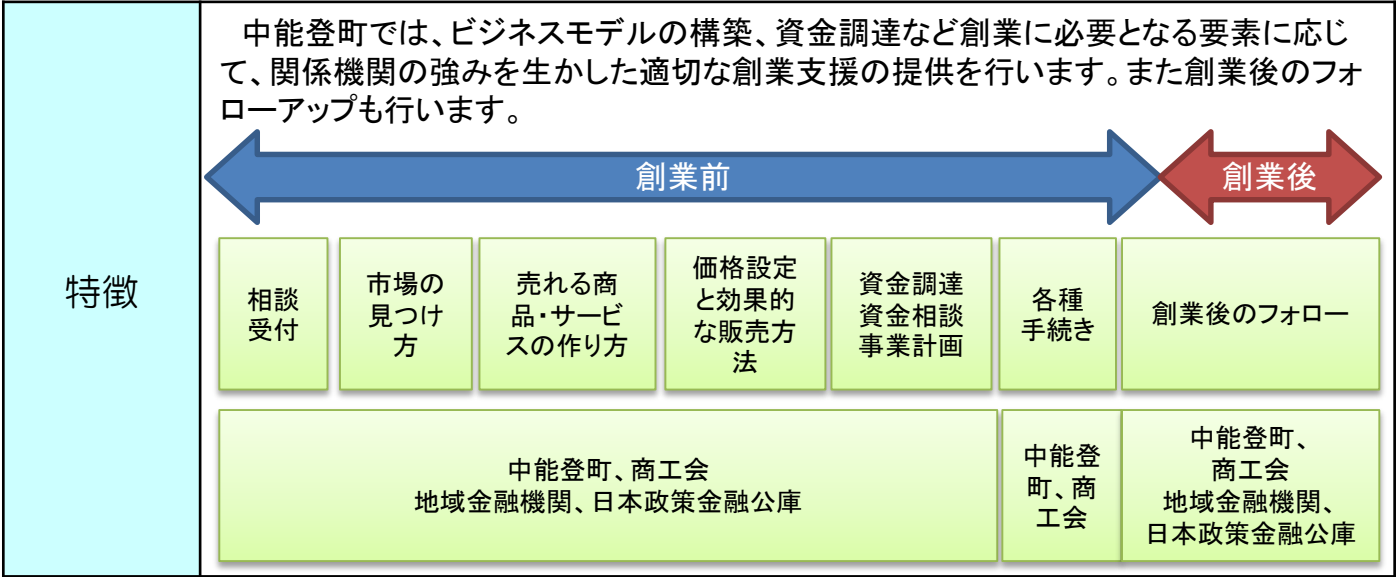 特徴
中能登町では、ビジネスモデルの構築、資金調達など創業に必要となる要素に応じ
て、関係機関の強みを生かした適切な創業支援の提供を行います。また創業後のフォ
ローアップも行います。
創業前
創業後
相談
受付
市場の
見つけ
方
売れる商
品・サービ
スの作り方
価格設定
と効果的
な販売方
法
資金調達
資金相談
事業計画
各種
手続き
創業後のフォロー
中能登町、商工会
地域金融機関、日本政策金融公庫
中能登
町、商
工会
中能登町、
商工会
地域金融機関、
日本政策金融公庫